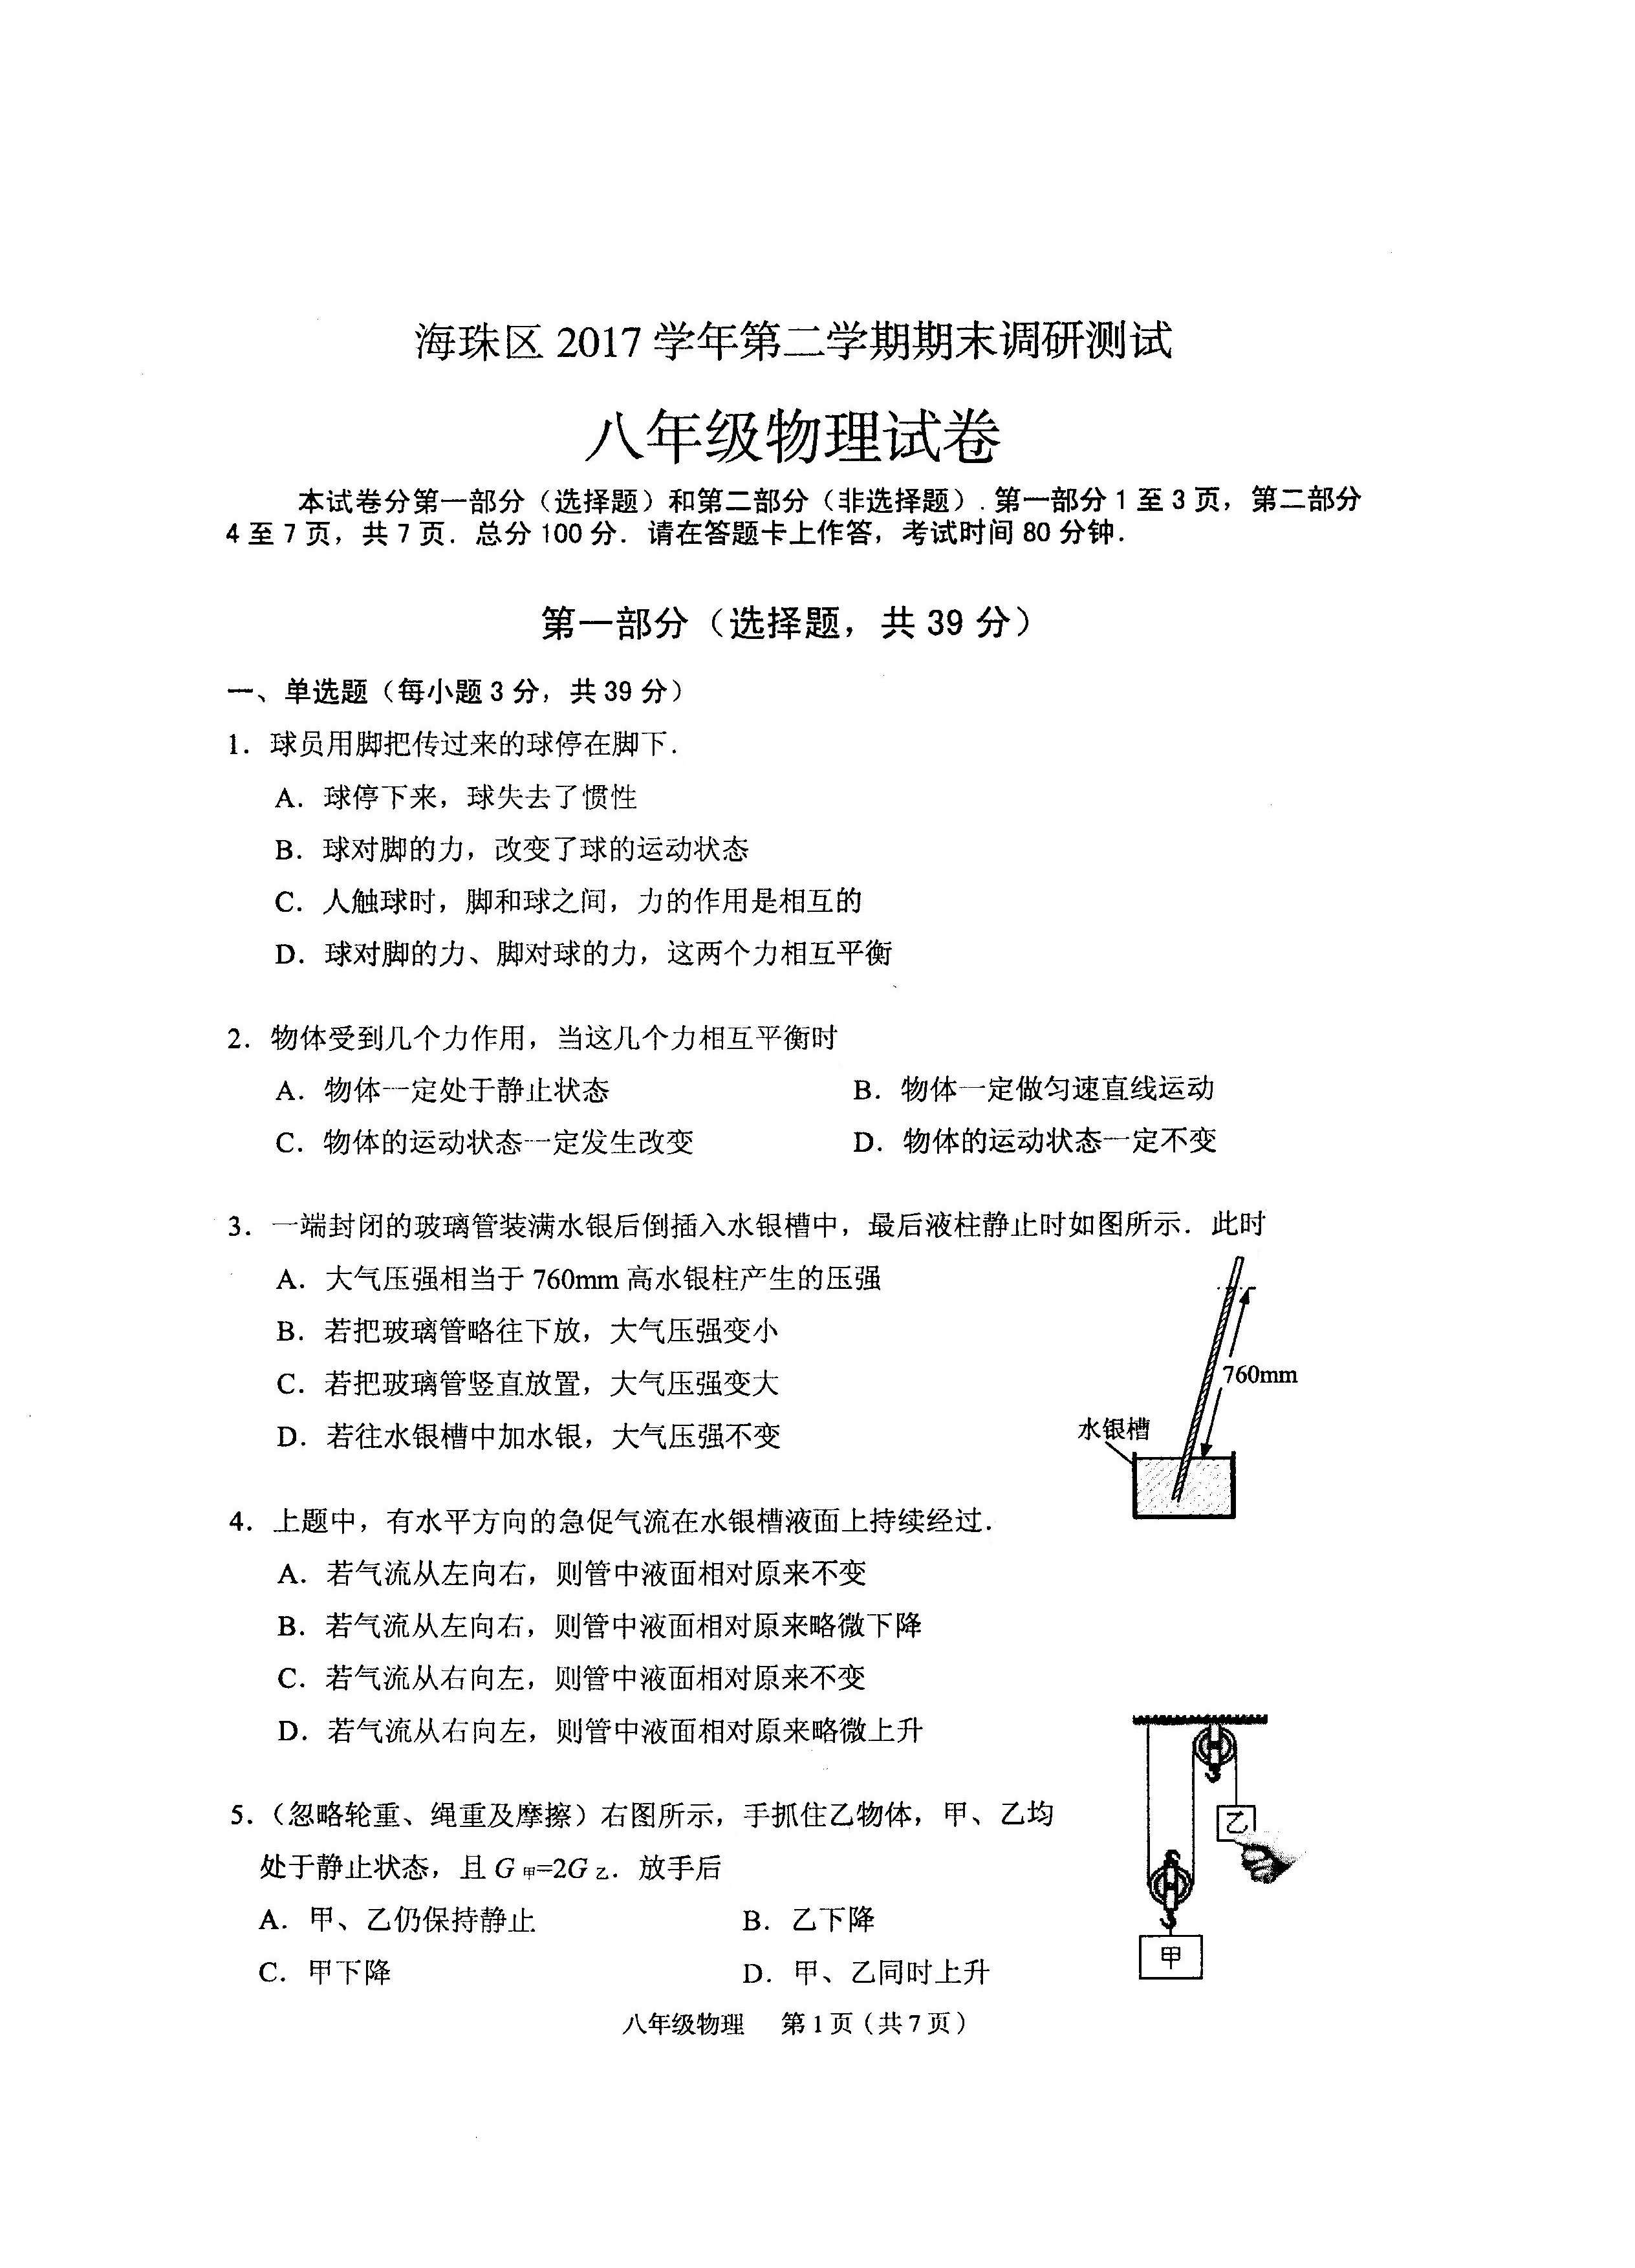 海珠区 2017 学年第二学期期末调研测试
八年级物理试卷
本试卷分第一部分（选择题）和第二部分（非选择题）. 第一部分 1 至 3 页，第二部分
4 至 7 页，共 7 页．总分 100 分．请在答题卡上作答，考试时间 80 分钟．
第一部分（选择题，共 39 分）
一、单选题（每小题 3 分，共 39 分）
1．球员用脚把传过来的球停在脚下．
A．球停下来，球失去了惯性
B．球对脚的力，改变了球的运动状态
C．人触球时，脚和球之间，力的作用是相互的
D．球对脚的力、脚对球的力，这两个力相互平衡
2．物体受到几个力作用，当这几个力相互平衡时
A．物体一定处于静止状态 B．物体一定做匀速直线运动
C．物体的运动状态一定发生改变 D．物体的运动状态一定不变
3．一端封闭的玻璃管装满水银后倒插入水银槽中，最后液柱静止时如图所示．此时
A．大气压强相当于 760mm 高水银柱产生的压强
B．若把玻璃管略往下放，大气压强变小
C．若把玻璃管竖直放置，大气压强变大
D．若往水银槽中加水银，大气压强不变
760mm
水银槽
4．上题中，有水平方向的急促气流在水银槽液面上持续经过．
A．若气流从左向右，则管中液面相对原来不变
B．若气流从左向右，则管中液面相对原来略微下降
C．若气流从右向左，则管中液面相对原来不变
D．若气流从右向左，则管中液面相对原来略微上升
5．（忽略轮重、绳重及摩擦）右图所示，手抓住乙物体，甲、乙均
处于静止状态，且 G甲=2G乙．放手后
A．甲、乙仍保持静止 B．乙下降
C．甲下降 D．甲、乙同时上升
乙
甲
八年级物理 第 1 页（共 7 页）